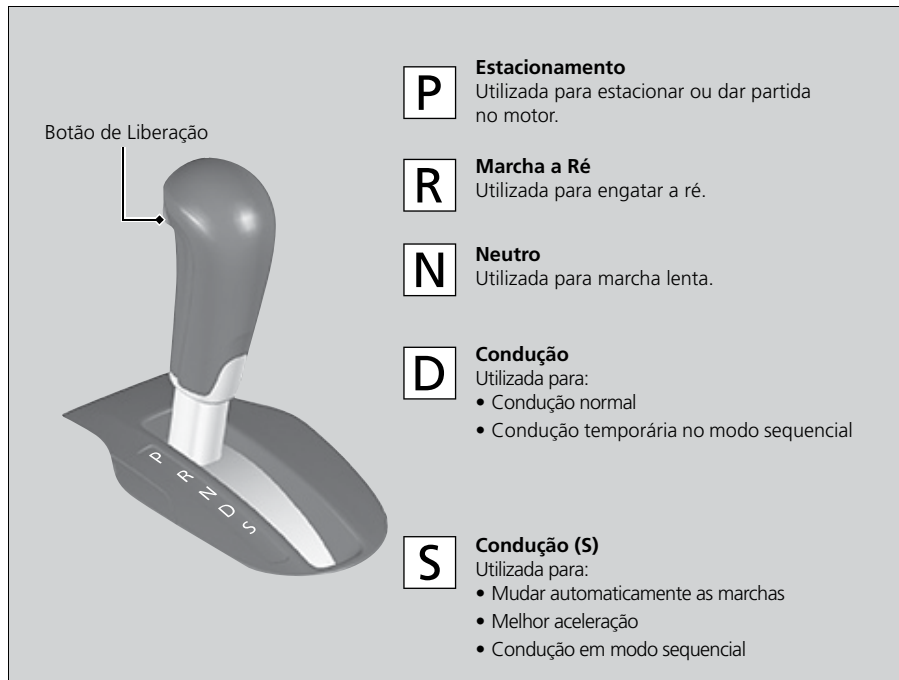 Botão de Liberação
P
R
N
D
S
P
Estacionamento
Utilizada para estacionar ou dar partida
no motor.
R
Marcha a Ré
Utilizada para engatar a ré.
N
Neutro
Utilizada para marcha lenta.
D
Condução
Utilizada para:
• Condução normal
• Condução temporária no modo sequencial
S
Condução (S)
Utilizada para:
• Mudar automaticamente as marchas
• Melhor aceleração
• Condução em modo sequencial